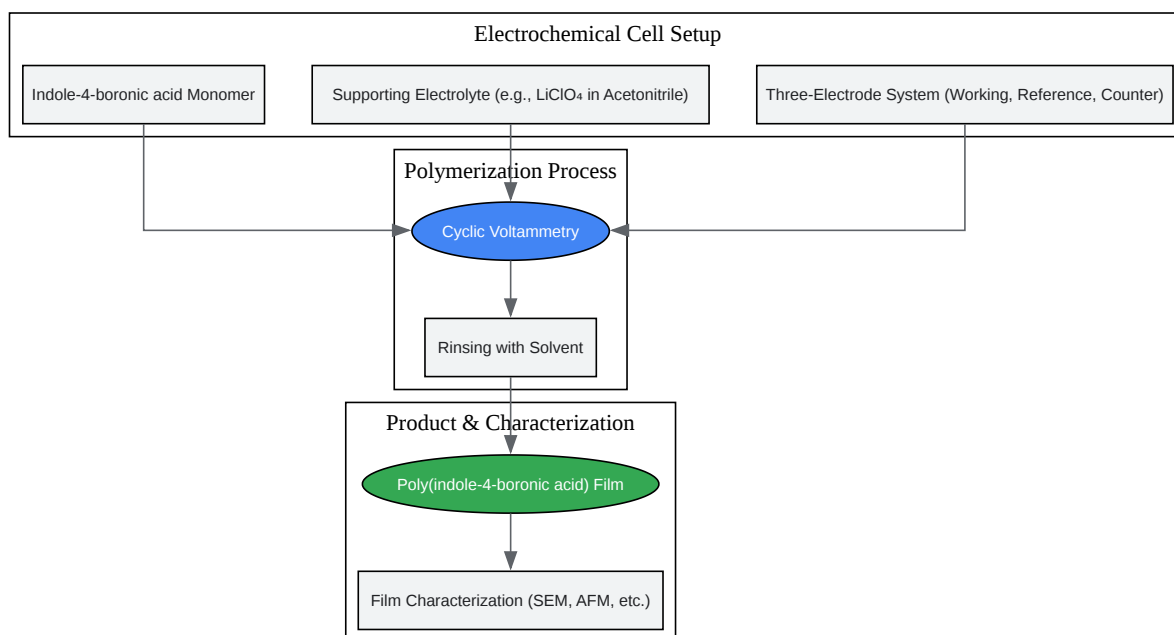 Electrochemical Cell Setup
Indole-4-boronic acid Monomer
Supporting Electrolyte (e.g., LiClO₄ in Acetonitrile)
Three-Electrode System (Working, Reference, Counter)
Polymerization Process
Cyclic Voltammetry
Rinsing with Solvent
Product & Characterization
Poly(indole-4-boronic acid) Film
Film Characterization (SEM, AFM, etc.)